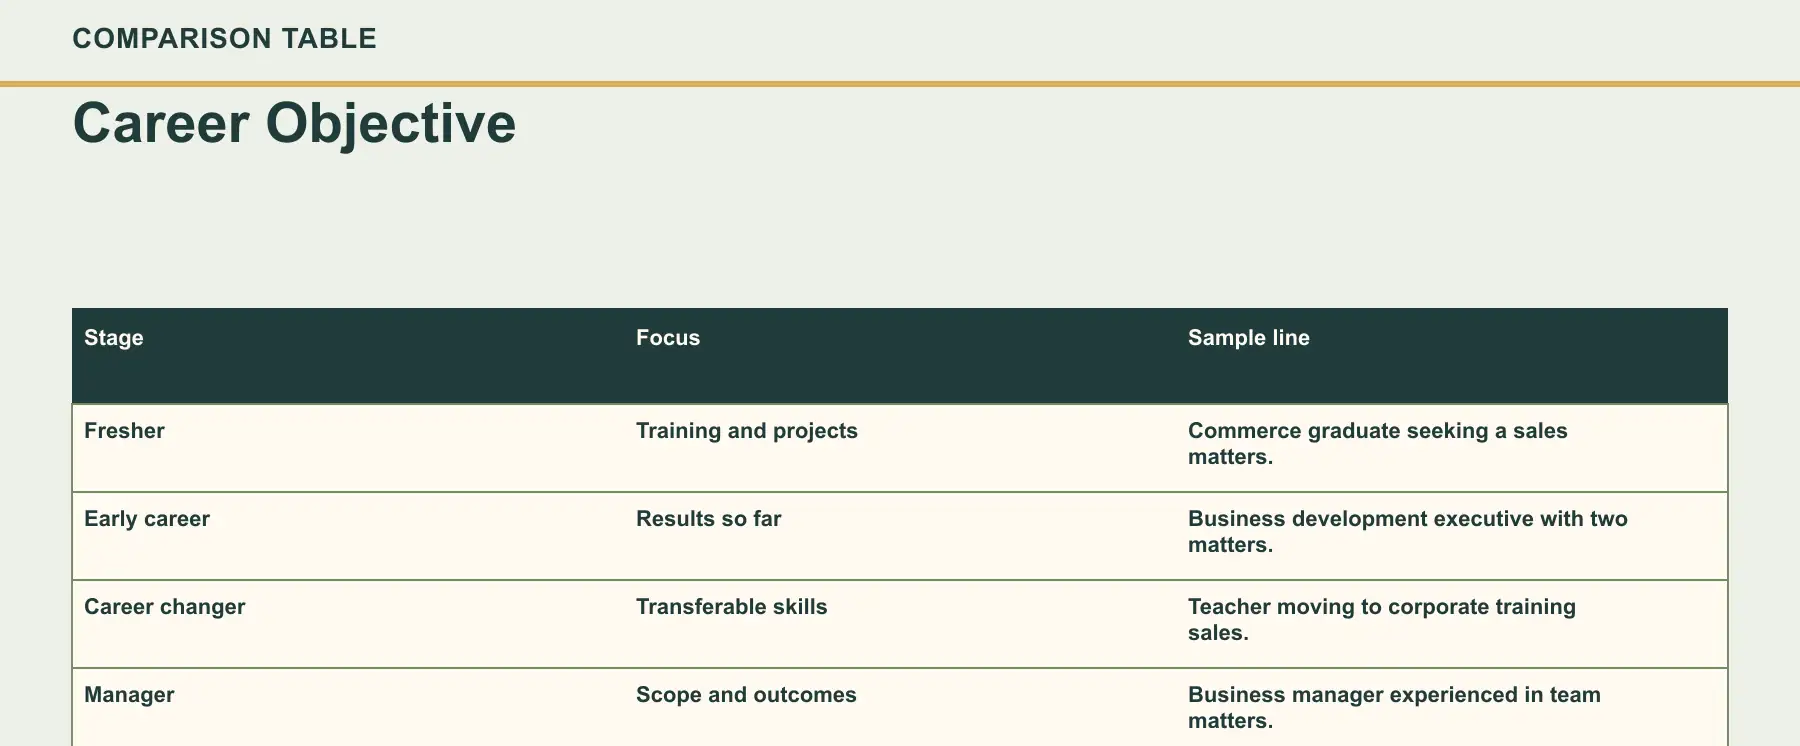 COMPARISON TABLE
Career Objective
Stage Focus Sample line
Fresher Training and projects Commerce graduate seeking a sales
matters.
Early career Results so far Business development executive with two
matters.
Career changer Transferable skills Teacher moving to corporate training
sales.
Manager Scope and outcomes Business manager experienced in team
matters.